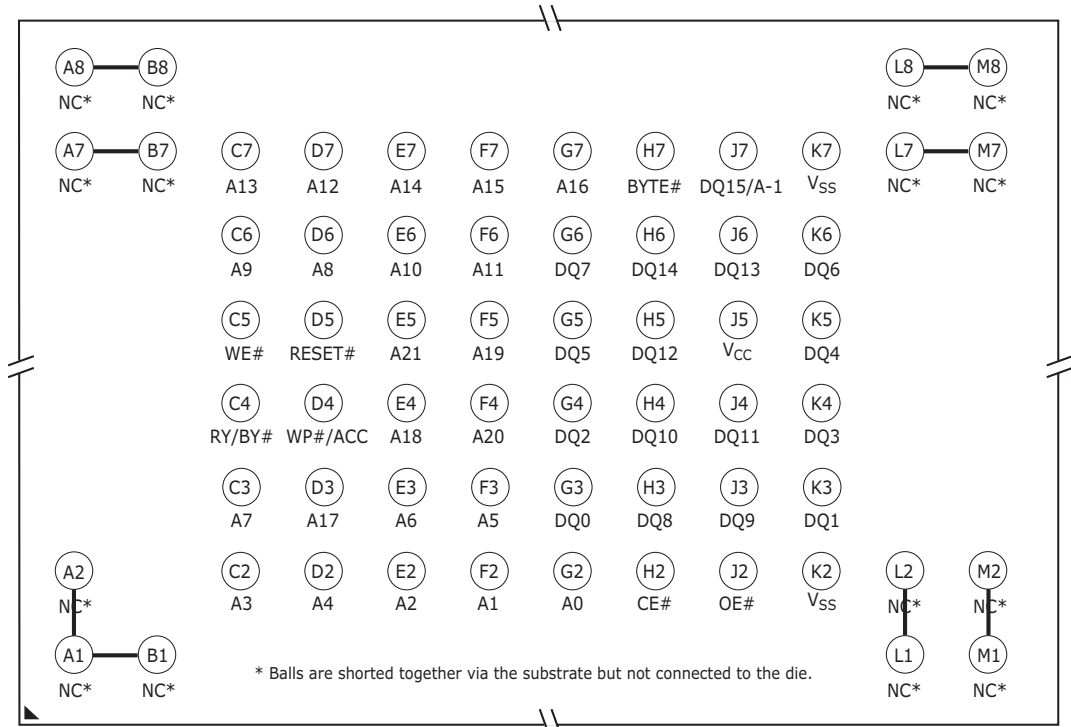 A8 B8 L8 M8
NC* NC* NC* NC*
A7 B7 C7 D7 E7 F7 G7 H7 J7 K7 L7 M7
NC* NC* A13 A12 A14 A15 A16 BYTE# DQ15/A-1 VSS NC* NC*
C6 D6 E6 F6 G6 H6 J6 K6
A9 A8 A10 A11 DQ7 DQ14 DQ13 DQ6
C5 D5 E5 F5 G5 H5 J5 K5
WE# RESET# A21 A19 DQ5 DQ12 VCC DQ4
C4 D4 E4 F4 G4 H4 J4 K4
RY/BY# WP#/ACC A18 A20 DQ2 DQ10 DQ11 DQ3
C3 D3 E3 F3 G3 H3 J3 K3
A7 A17 A6 A5 DQ0 DQ8 DQ9 DQ1
A2 C2 D2 E2 F2 G2 H2 J2 K2 L2 M2
NC* A3 A4 A2 A1 A0 CE# OE# VSS NC* NC*
A1 B1 L1 M1
* Balls are shorted together via the substrate but not connected to the die.
NC* NC* NC* NC*